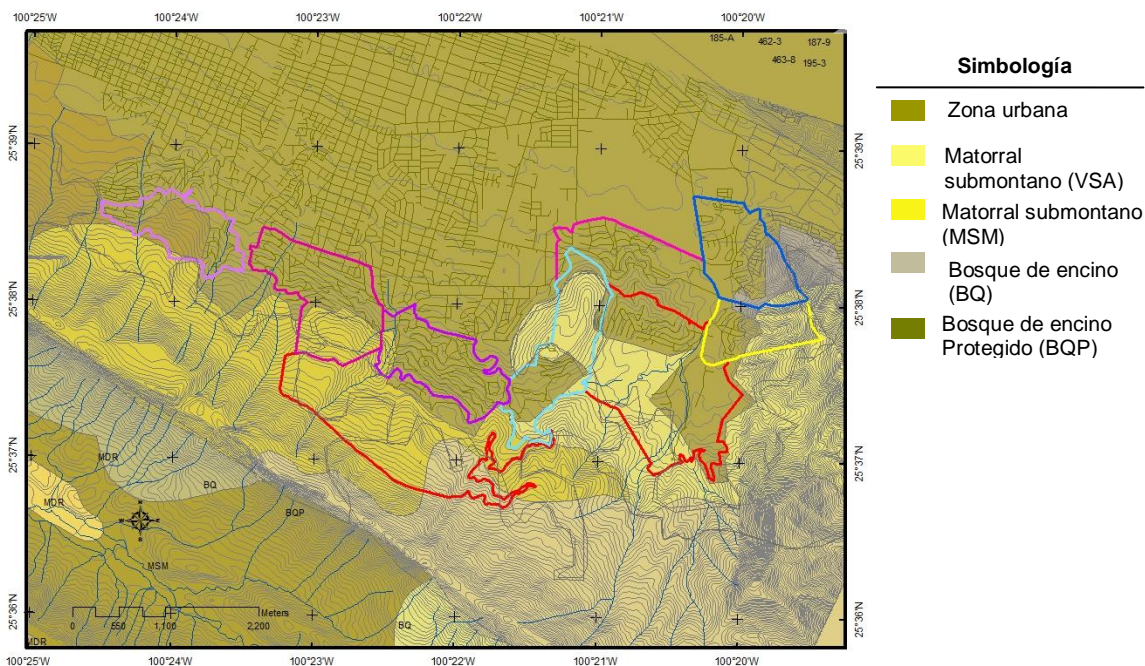 100°25'W 100°24'W 100°23'W 100°22'W 100°21'W 100°20'W
185-A 462-3 187-9
463-8 195-3
25°39'N 25°39'N
25°38'N 25°38'N
25°37'N 25°37'N
MDR
BQ
MDR
BQP
MSM
Meters
0 550 1,100 2,200
25°36'N 25°36'N
BQ
MDR
100°25'W 100°24'W 100°23'W 100°22'W 100°21'W 100°20'W
Simbología
Zona urbana
Matorral
submontano (VSA)
Matorral submontano
(MSM)
Bosque de encino
(BQ)
Bosque de encino
Protegido (BQP)